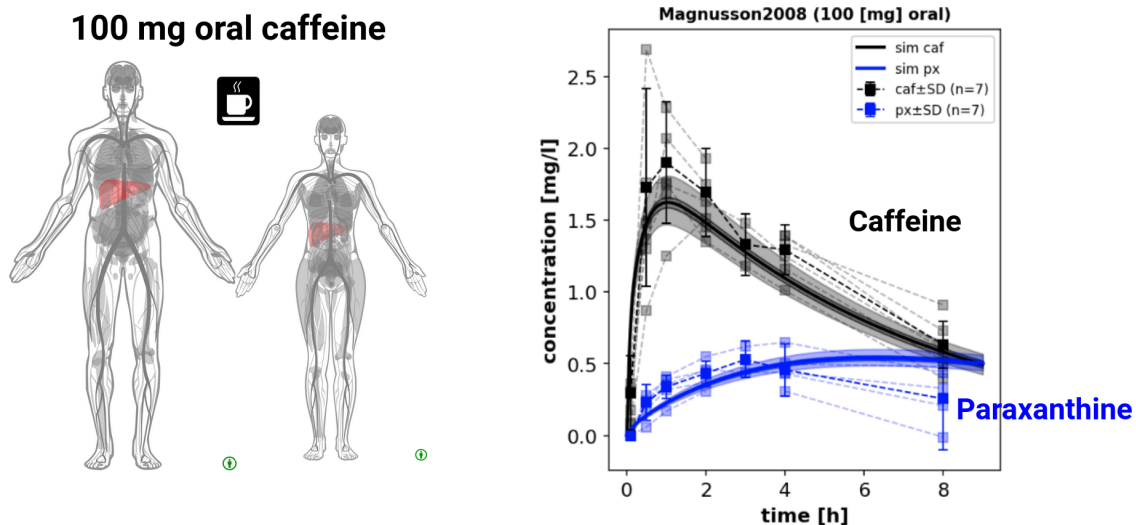 100 mg oral caffeine
Magnusson2008 (100 [mg] oral)
sim caf
sim px
caf±SD (n=7)
px±SD (n=7)
concentration [mg/l]
2.5
2.0
1.5
1.0
0.5
0.0
Caffeine
Paraxanthine
0
2
4
6
8
time [h]